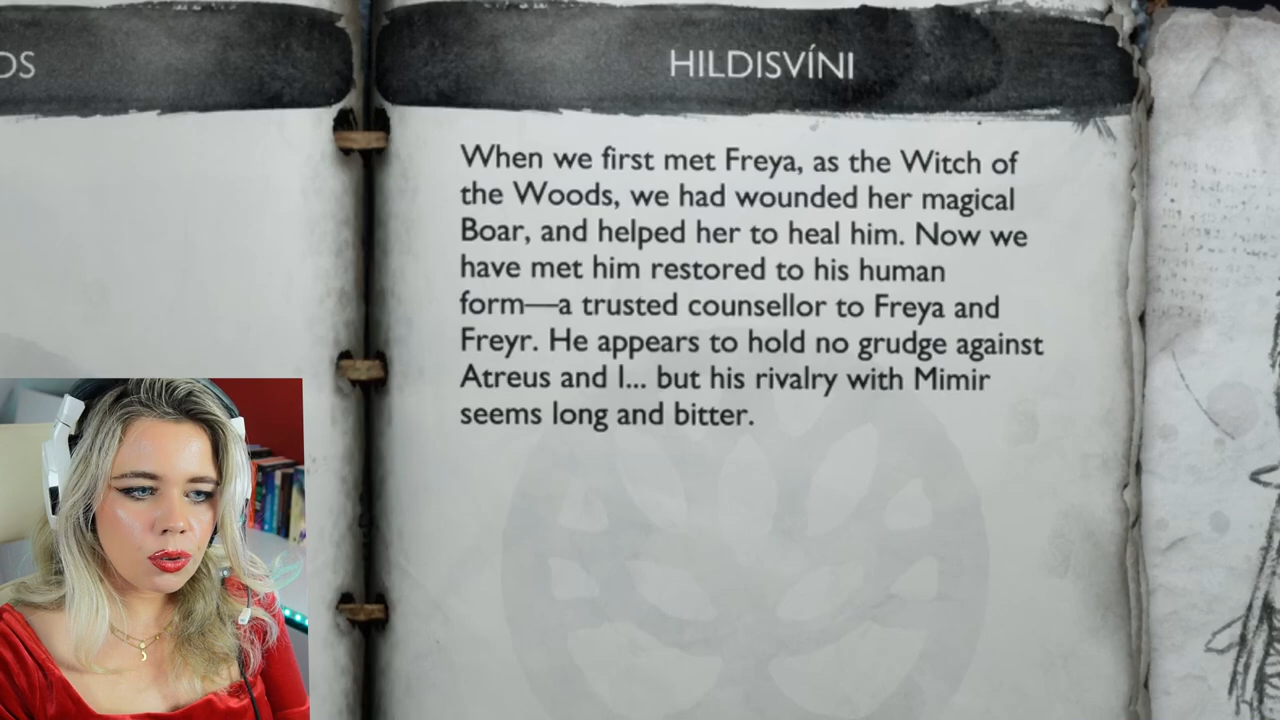 DS
HILDISVÍNI
When we first met Freya, as the Witch of
the Woods, we had wounded her magical
Boar, and helped her to heal him. Now we
have met him restored to his human
form—a trusted counsellor to Freya and
Freyr. He appears to hold no grudge against
Atreus and I... but his rivalry with Mimir
seems long and bitter.